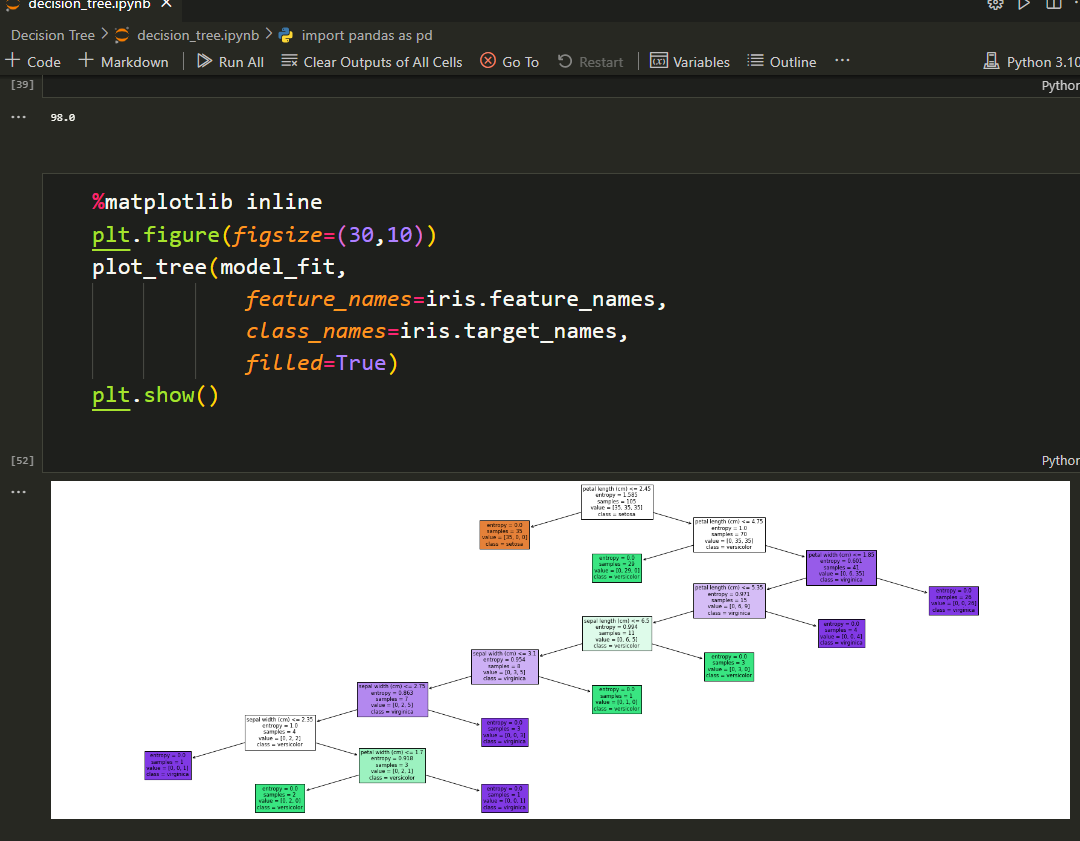 decision_tree.ipynb
Decision Tree > decision_tree.ipynb > import pandas as pd
Code Markdown Run All Clear Outputs of All Cells Go To Restart Variables Outline ... Python 3.10
[39]
Python
98.0
%matplotlib inline
plt.figure(figsize=(30,10))
plot_tree(model_fit,
feature_names=iris.feature_names,
class_names=iris.target_names,
filled=True)
plt.show()
[52]
Python
petal length (cm) <= 2.45
entropy = 1.585
samples = 105
value = [35, 35, 35]
class = setosa
entropy = 0.0
samples = 35
value = [35, 0, 0]
class = setosa
petal length (cm) <= 4.75
entropy = 1.0
samples = 70
value = [0, 35, 35]
class = versicolor
entropy = 0.0
samples = 29
value = [0, 29, 0]
class = versicolor
petal width (cm) <= 1.85
entropy = 0.601
samples = 41
value = [0, 6, 35]
class = virginica
petal length (cm) <= 5.35
entropy = 0.971
samples = 15
value = [0, 6, 9]
class = virginica
entropy = 0.0
samples = 26
value = [0, 0, 26]
class = virginica
sepal length (cm) <= 6.5
entropy = 0.994
samples = 11
value = [0, 6, 5]
class = versicolor
entropy = 0.0
samples = 4
value = [0, 0, 4]
class = virginica
sepal width (cm) <= 3.1
entropy = 0.954
samples = 8
value = [0, 3, 5]
class = virginica
entropy = 0.0
samples = 3
value = [0, 3, 0]
class = versicolor
sepal width (cm) <= 2.75
entropy = 0.863
samples = 7
value = [0, 2, 5]
class = virginica
entropy = 0.0
samples = 1
value = [0, 1, 0]
class = versicolor
sepal width (cm) <= 2.35
entropy = 1.0
samples = 4
value = [0, 2, 2]
class = versicolor
entropy = 0.0
samples = 3
value = [0, 0, 3]
class = virginica
entropy = 0.0
samples = 1
value = [0, 0, 1]
class = virginica
petal width (cm) <= 1.7
entropy = 0.918
samples = 3
value = [0, 2, 1]
class = versicolor
entropy = 0.0
samples = 2
value = [0, 2, 0]
class = versicolor
entropy = 0.0
samples = 1
value = [0, 0, 1]
class = virginica